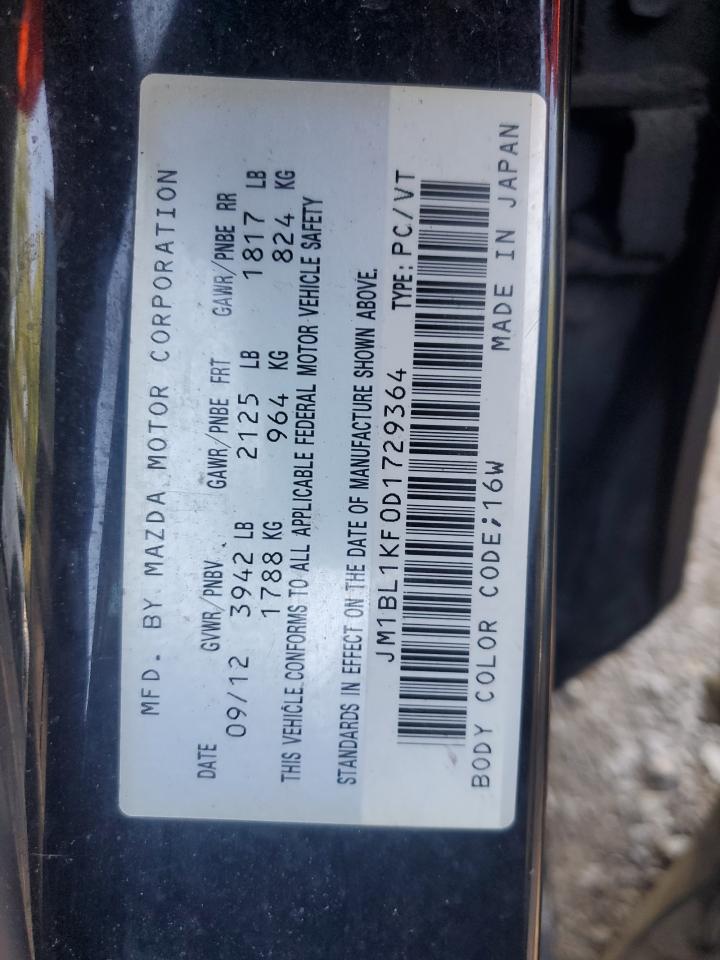 MFD. BY MAZDA MOTOR CORPORATION
DATE GVWR/PNBV GAWR/PNBE FRT GAWR/PNBE RR
09/12 3942 LB 2125 LB 1817 LB
1788 KG 964 KG 824 KG
THIS VEHICLE CONFORMS TO ALL APPLICABLE FEDERAL MOTOR VEHICLE SAFETY
STANDARDS IN EFFECT ON THE DATE OF MANUFACTURE SHOWN ABOVE.
JM1BL1KF0D1729364 TYPE: PC/VT
BODY COLOR CODE;16W MADE IN JAPAN